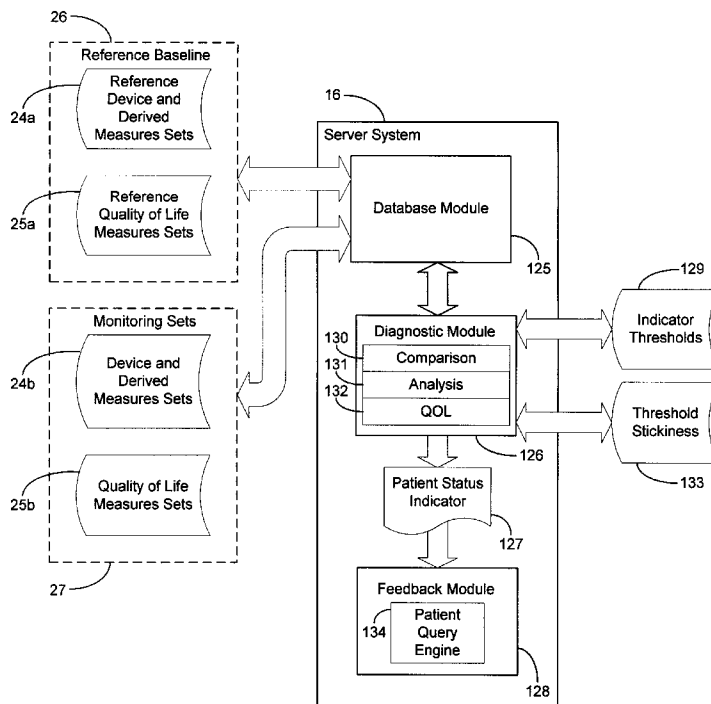 26
Reference Baseline
24a
Reference
Device and
Derived
Measures Sets
25a
Reference
Quality of Life
Measures Sets
Monitoring Sets
24b
Device and
Derived
Measures Sets
25b
Quality of Life
Measures Sets
27
16
Server System
Database Module
125
Diagnostic Module
130
Comparison
131
Analysis
132
QOL
126
129
Indicator
Thresholds
Threshold
Stickiness
133
Patient Status
Indicator
127
Feedback Module
134
Patient
Query
Engine
128